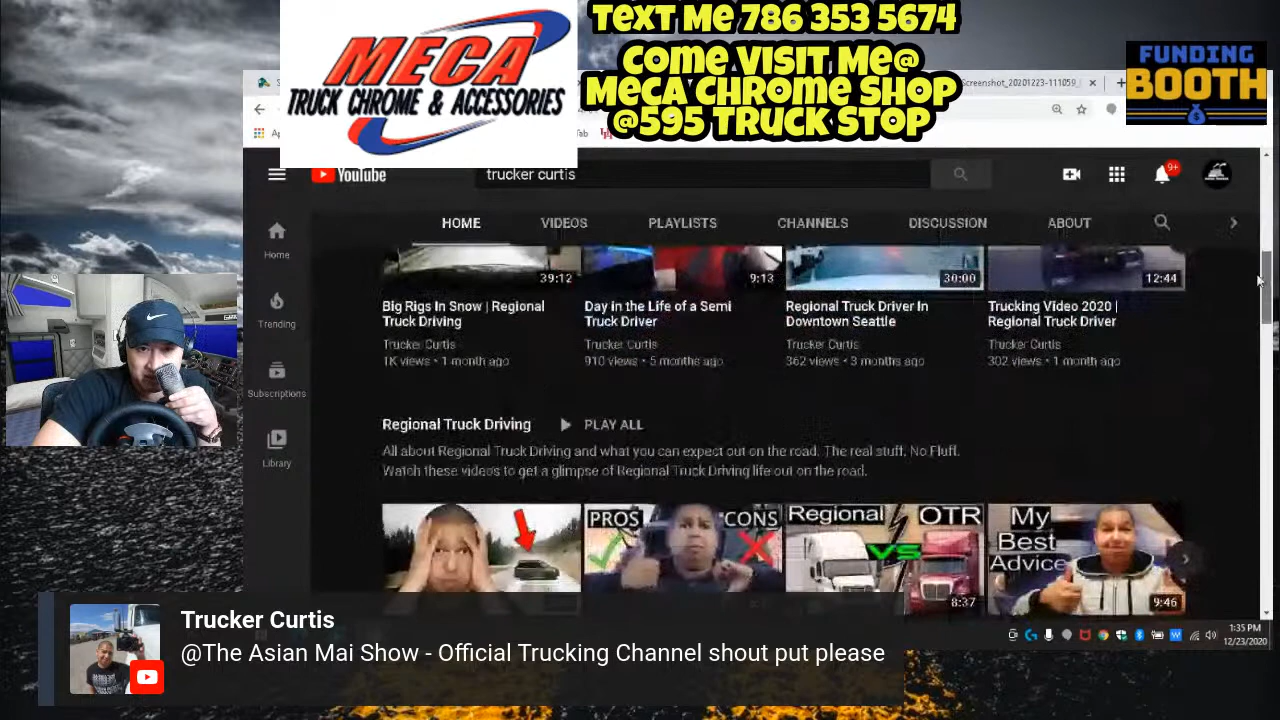 MECA
TRUCK CHROME & ACCESSORIES
Text Me 786 353 5674
Come Visit Me@
Meca Chrome Shop
@595 Truck Stop
FUNDING
BOOTH
Screenshot_20201223-111059_
YouTube
trucker curtis
9+
HOME
VIDEOS
PLAYLISTS
CHANNELS
DISCUSSION
ABOUT
Home
Trending
Subscriptions
Library
39:12
9:13
30:00
12:44
Big Rigs In Snow | Regional
Truck Driving
Trucker Curtis
1K views • 1 month ago
Day in the Life of a Semi
Truck Driver
Trucker Curtis
910 views • 5 months ago
Regional Truck Driver In
Downtown Seattle
Trucker Curtis
362 views • 3 months ago
Trucking Video 2020 |
Regional Truck Driver
Trucker Curtis
302 views • 1 month ago
Regional Truck Driving
PLAY ALL
All about Regional Truck Driving and what you can expect out on the road. The real stuff. No Fluff.
Watch these videos to get a glimpse of Regional Truck Driving life out on the road.
PROS
CONS
Regional
OTR
VS
8:37
My
Best
Advice
9:46
Trucker Curtis
@The Asian Mai Show - Official Trucking Channel shout put please
1:35 PM
12/23/2020